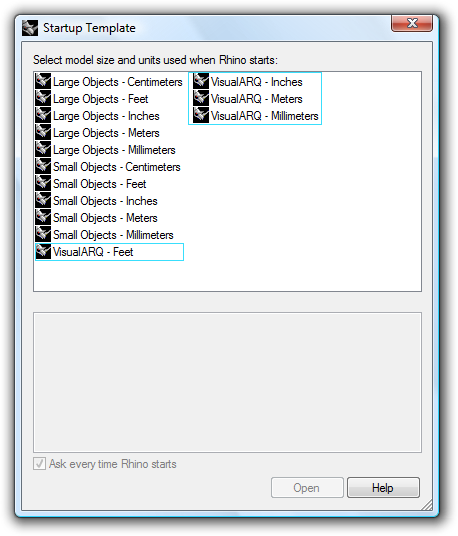 Startup Template
Select model size and units used when Rhino starts:
Large Objects - Centimeters
Large Objects - Feet
Large Objects - Inches
Large Objects - Meters
Large Objects - Millimeters
Small Objects - Centimeters
Small Objects - Feet
Small Objects - Inches
Small Objects - Meters
Small Objects - Millimeters
VisualARQ - Feet
VisualARQ - Inches
VisualARQ - Meters
VisualARQ - Millimeters
Ask every time Rhino starts
Open
Help